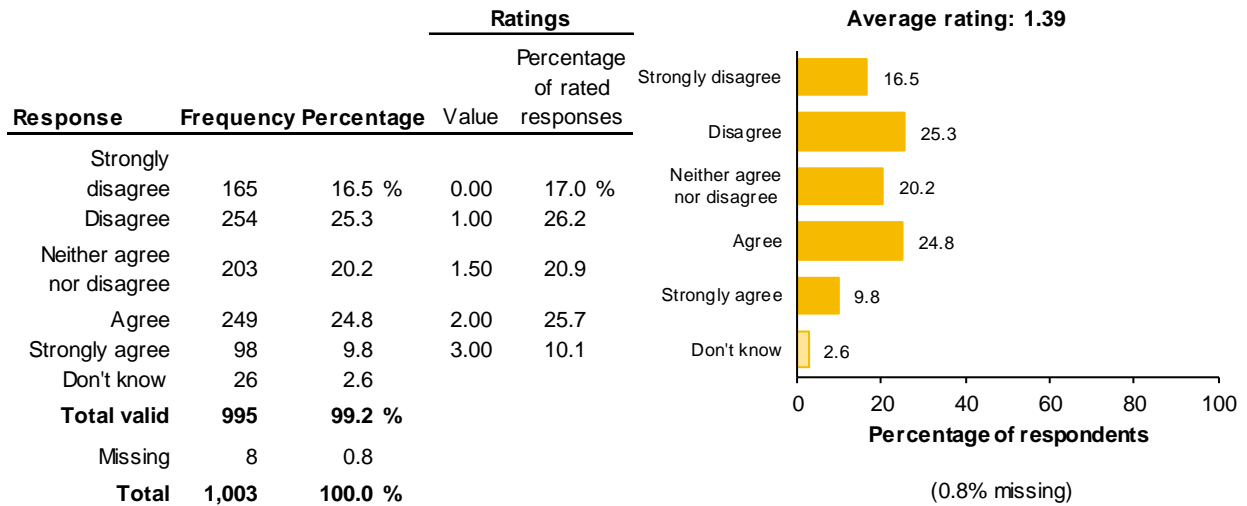 Ratings
Percentage
of rated
Response Frequency Percentage Value responses
Strongly
disagree 165 16.5 % 0.00 17.0 %
Disagree 254 25.3 1.00 26.2
Neither agree
nor disagree 203 20.2 1.50 20.9
Agree 249 24.8 2.00 25.7
Strongly agree 98 9.8 3.00 10.1
Don't know 26 2.6
Total valid 995 99.2 %
Missing 8 0.8
Total 1,003 100.0 %
Average rating: 1.39
Strongly disagree 16.5
Disagree 25.3
Neither agree
nor disagree 20.2
Agree 24.8
Strongly agree 9.8
Don't know 2.6
0 20 40 60 80 100
Percentage of respondents
(0.8% missing)